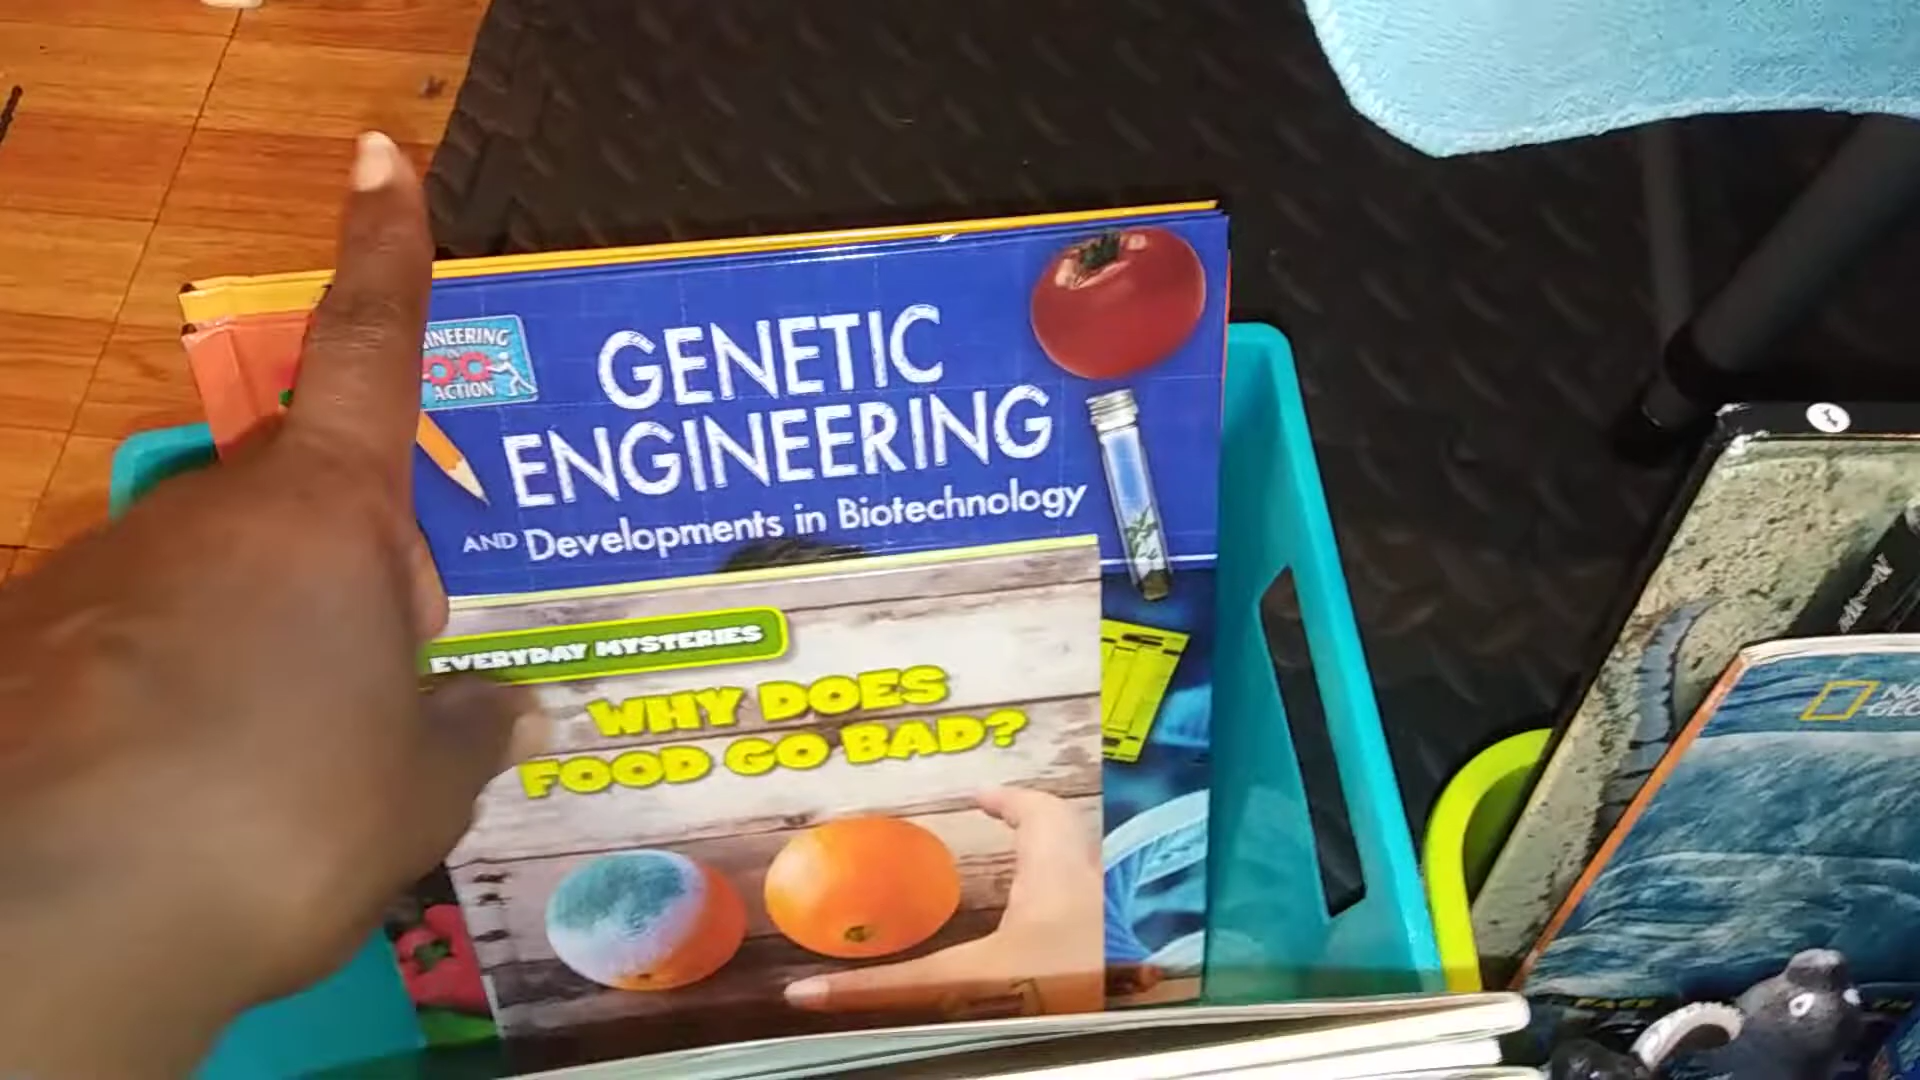 ACTION
GENETIC
ENGINEERING
AND Developments in Biotechnology
EVERYDAY MYSTERIES
WHY DOES
FOOD GO BAD?